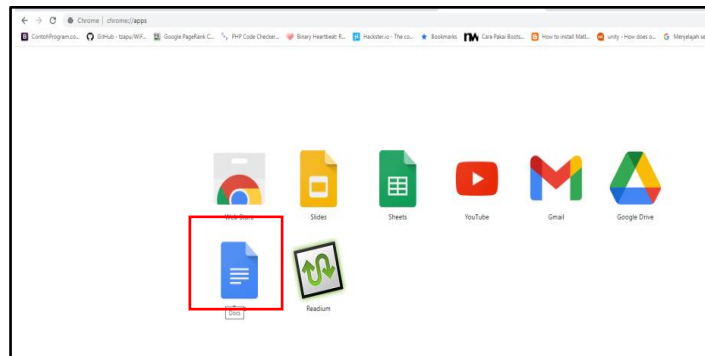 Chrome | chrome://apps
ContohProgram.co... GitHub - tzapu/WiF... Google PageRank C... PHP Code Checker... Binary Heartbeat: R... Hackster.io - The co... Bookmarks Cara Pakai Boots... How to install Matl... unity - How does o... Menjelajah se
Web Store Slides Sheets YouTube Gmail Google Drive
Docs Readium